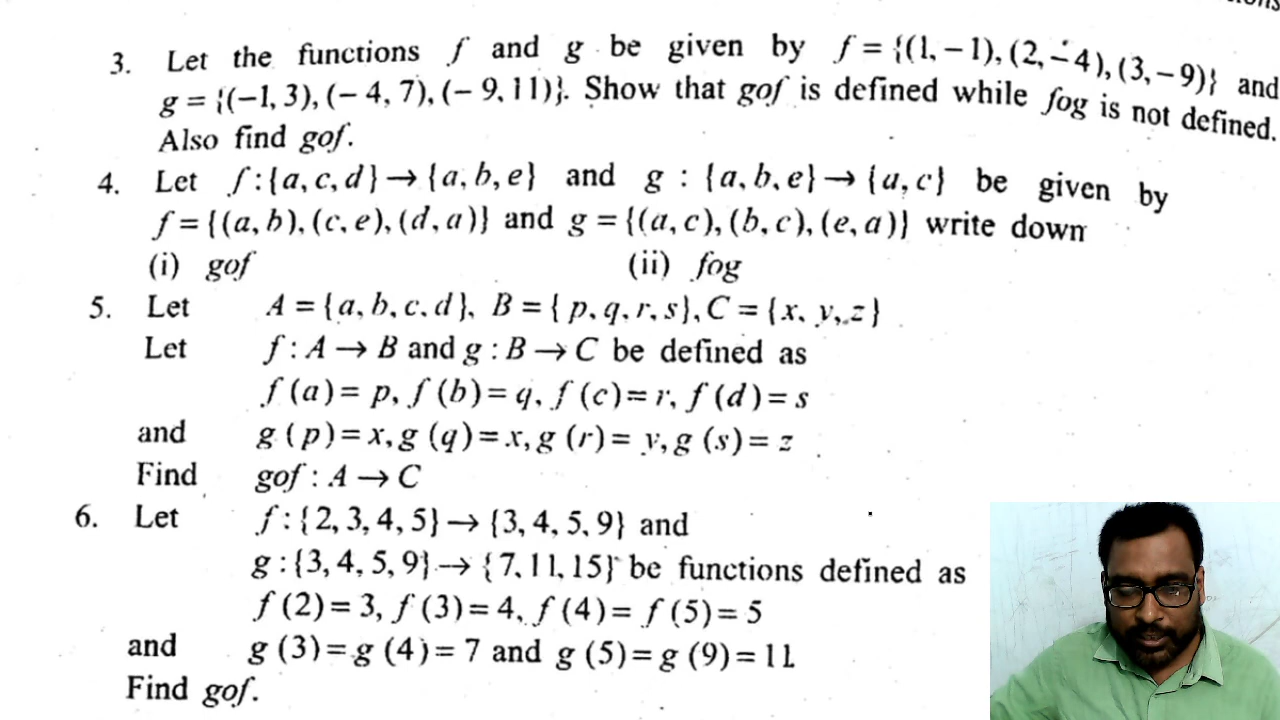 3. Let the functions f and g be given by f = {(1, – 1), (2, – 4), (3, – 9)} and
g = {(–1, 3), (– 4, 7), (– 9, 11)}. Show that gof is defined while fog is not defined.
Also find gof.
4. Let f : {a, c, d} → {a, b, e} and g : {a, b, e} → {a, c} be given by
f = {(a, b), (c, e), (d, a)} and g = {(a, c), (b, c), (e, a)} write down
(i) gof (ii) fog
5. Let A = {a, b, c, d}, B = { p, q, r, s}, C = {x, y, z}
Let f : A → B and g : B → C be defined as
f (a) = p, f (b) = q, f (c) = r, f (d) = s
and g (p) = x, g (q) = x, g (r) = y, g (s) = z
Find gof : A → C
6. Let f : {2, 3, 4, 5} → {3, 4, 5, 9} and
g : {3, 4, 5, 9} → {7, 11, 15} be functions defined as
f (2) = 3, f (3) = 4, f (4) = f (5) = 5
and g (3) = g (4) = 7 and g (5) = g (9) = 11
Find gof.